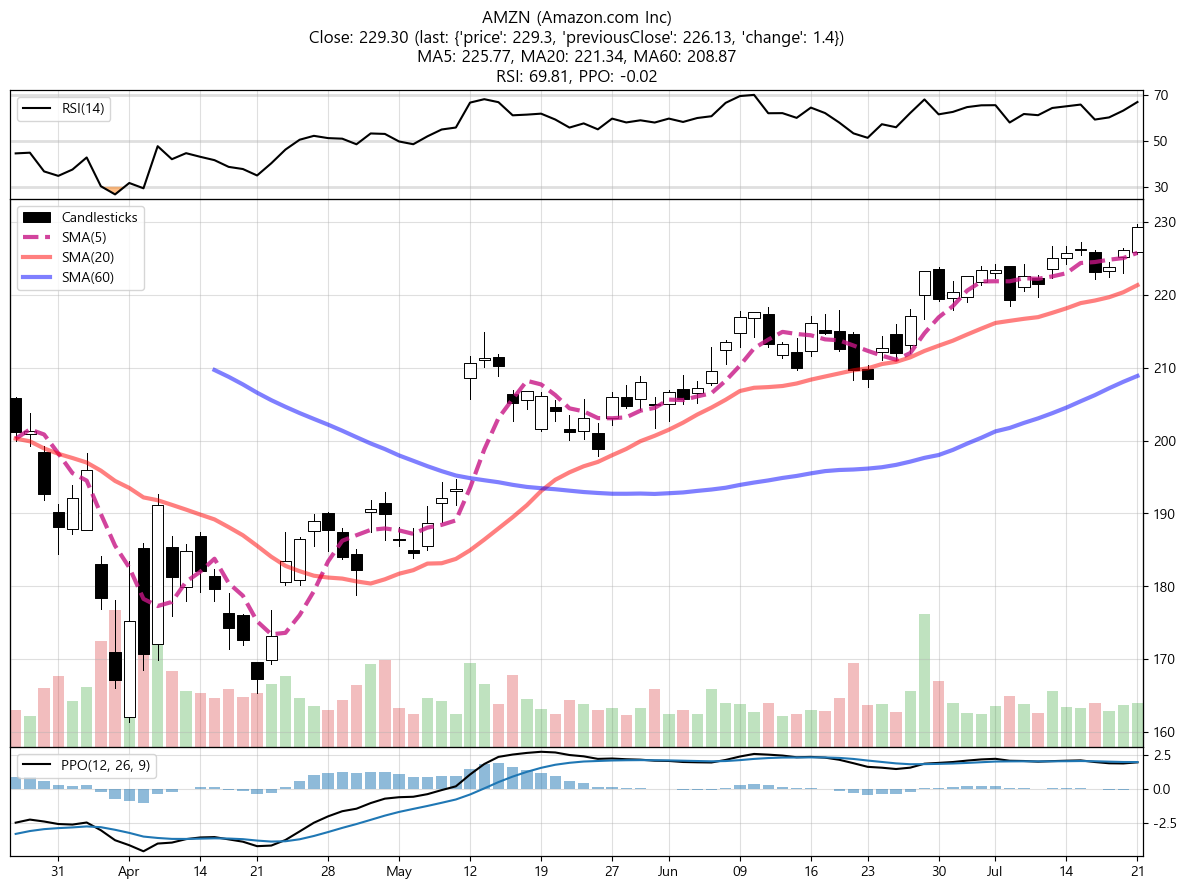 AMZN (Amazon.com Inc)
Close: 229.30 (last: {'price': 229.3, 'previousClose': 226.13, 'change': 1.4})
MA5: 225.77, MA20: 221.34, MA60: 208.87
RSI: 69.81, PPO: -0.02
RSI(14)
70
50
30
Candlesticks
SMA(5)
SMA(20)
SMA(60)
230
220
210
200
190
180
170
160
PPO(12, 26, 9)
2.5
0.0
-2.5
31 Apr 14 21 28 May 12 19 27 Jun 09 16 23 30 Jul 14 21